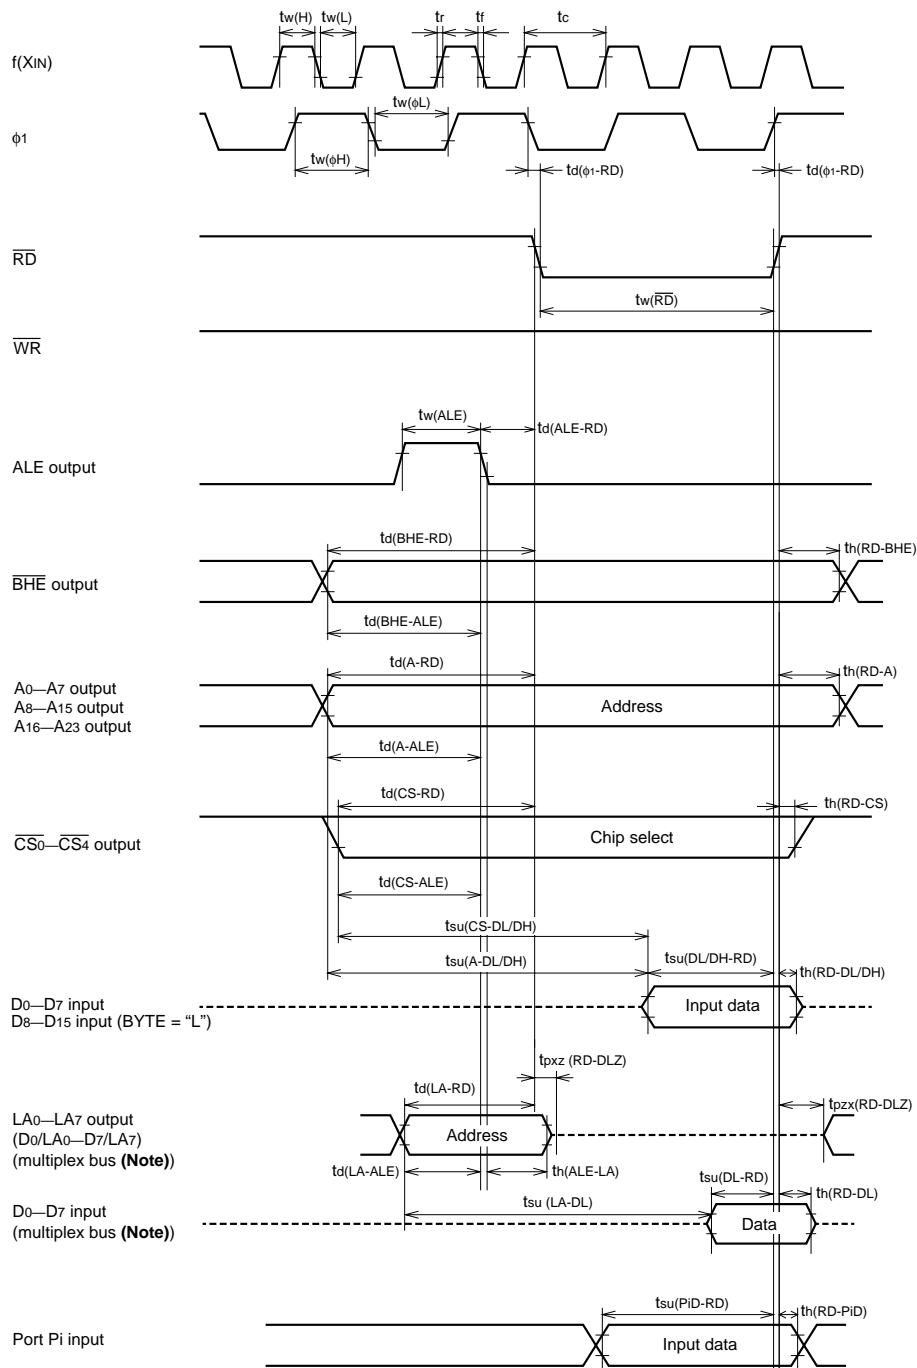 tw(H) tw(L) tr tf tc
f(XIN)
tw(ϕL)
ϕ1
tw(ϕH)
td(ϕ1-RD) td(ϕ1-RD)
RD
tw(RD)
WR
tw(ALE)
td(ALE-RD)
ALE output
td(BHE-RD)
th(RD-BHE)
BHE output
td(BHE-ALE)
td(A-RD)
th(RD-A)
A0—A7 output
A8—A15 output
A16—A23 output
Address
td(A-ALE)
td(CS-RD)
th(RD-CS)
CS0—CS4 output
Chip select
td(CS-ALE)
tsu(CS-DL/DH)
tsu(A-DL/DH) tsu(DL/DH-RD)
th(RD-DL/DH)
D0—D7 input
D8—D15 input (BYTE = “L”)
Input data
tpxz (RD-DLZ)
td(LA-RD)
tpzx(RD-DLZ)
LA0—LA7 output
(D0/LA0—D7/LA7)
(multiplex bus (Note))
Address
td(LA-ALE) th(ALE-LA)
tsu(DL-RD) th(RD-DL)
tsu (LA-DL)
D0—D7 input
(multiplex bus (Note))
Data
tsu(PiD-RD) th(RD-PiD)
Port Pi input
Input data